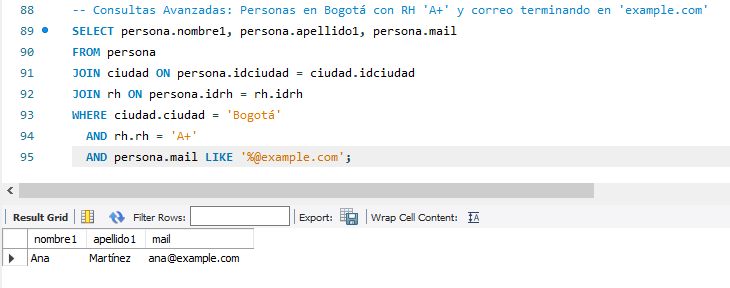 88 -- Consultas Avanzadas: Personas en Bogotá con RH 'A+' y correo terminando en 'example.com'
89 SELECT persona.nombre1, persona.apellido1, persona.mail
90 FROM persona
91 JOIN ciudad ON persona.idciudad = ciudad.idciudad
92 JOIN rh ON persona.idrh = rh.idrh
93 WHERE ciudad.ciudad = 'Bogotá'
94 AND rh.rh = 'A+'
95 AND persona.mail LIKE '%@example.com';
Result Grid Filter Rows: Export: Wrap Cell Content: IA
nombre1 apellido1 mail
Ana Martínez ana@example.com